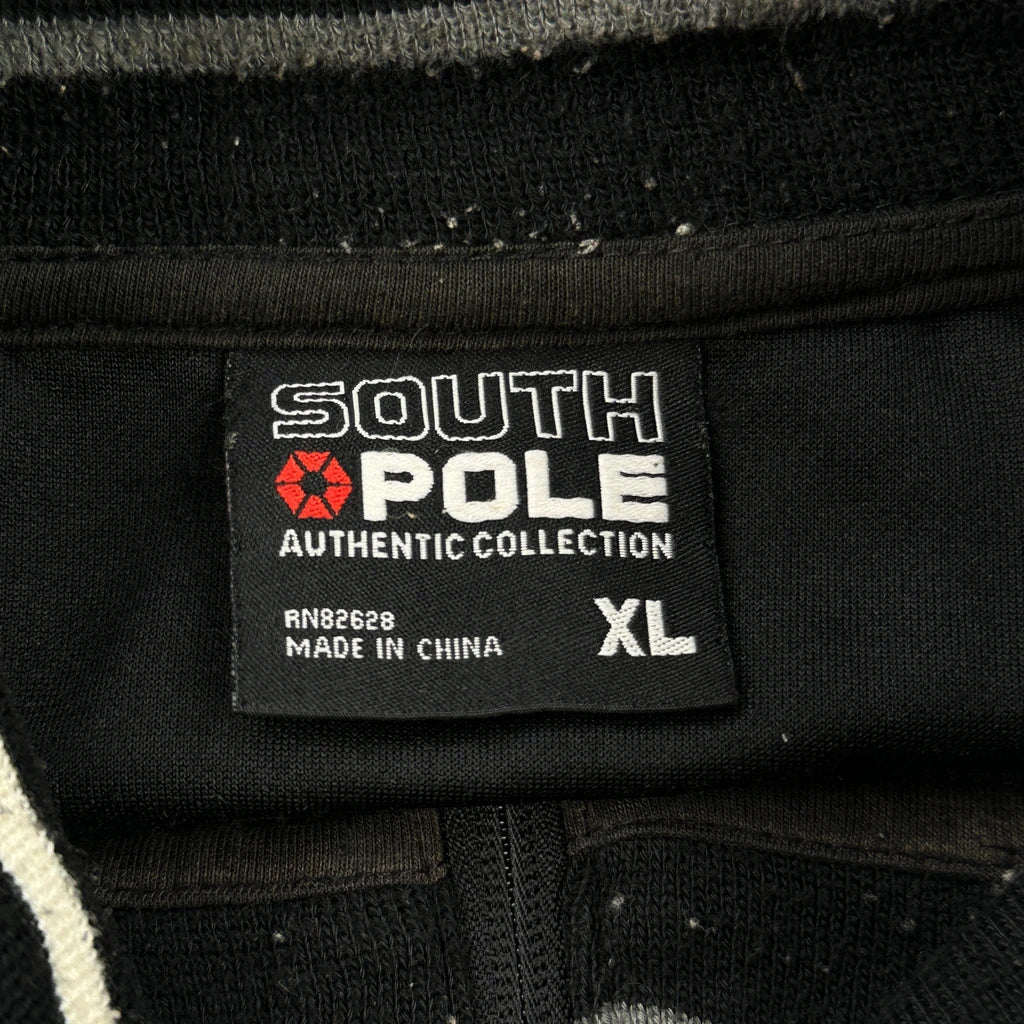 SOUTH
POLE
AUTHENTIC COLLECTION
RN82628
MADE IN CHINA
XL